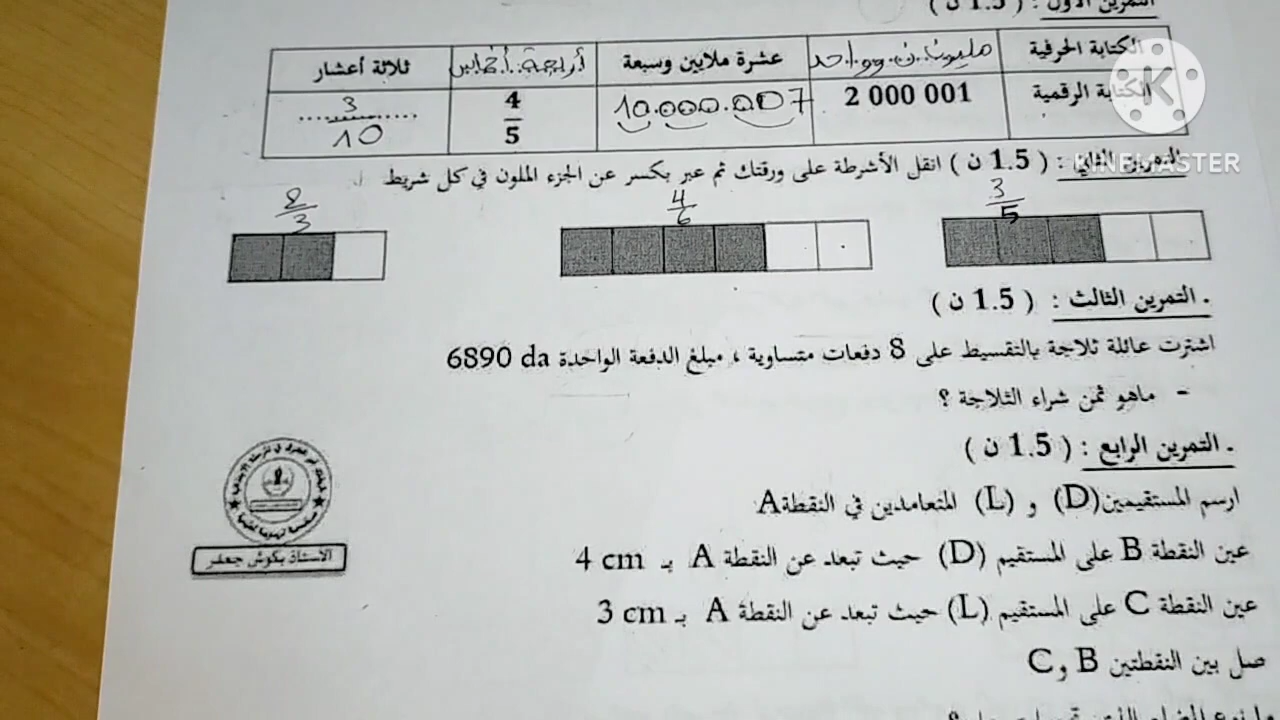 التمرين الأول : ( 1.5 ن )
الكتابة الحرفية مليونان وواحد عشرة ملايين وسبعة أربعة أخماس ثلاثة أعشار
الكتابة الرقمية 2 000 001 10.000.007 4/5 3/10
التمرين الثاني : ( 1.5 ن ) انقل الأشرطة على ورقتك ثم عبر بكسر عن الجزء الملون في كل شريط
3/5 4/6 2/3
. التمرين الثالث : ( 1.5 ن )
اشترت عائلة ثلاجة بالتقسيط على 8 دفعات متساوية ، مبلغ الدفعة الواحدة 6890 da
- ماهو ثمن شراء الثلاجة ؟
. التمرين الرابع : ( 1.5 ن )
ارسم المستقيمين(D) و (L) المتعامدين في النقطةA
عين النقطة B على المستقيم (D) حيث تبعد عن النقطة A بـ 4 cm
عين النقطة C على المستقيم (L) حيث تبعد عن النقطة A بـ 3 cm
صل بين النقطتين B و C
الأستاذ بكوش جعفر
K
KINEMASTER